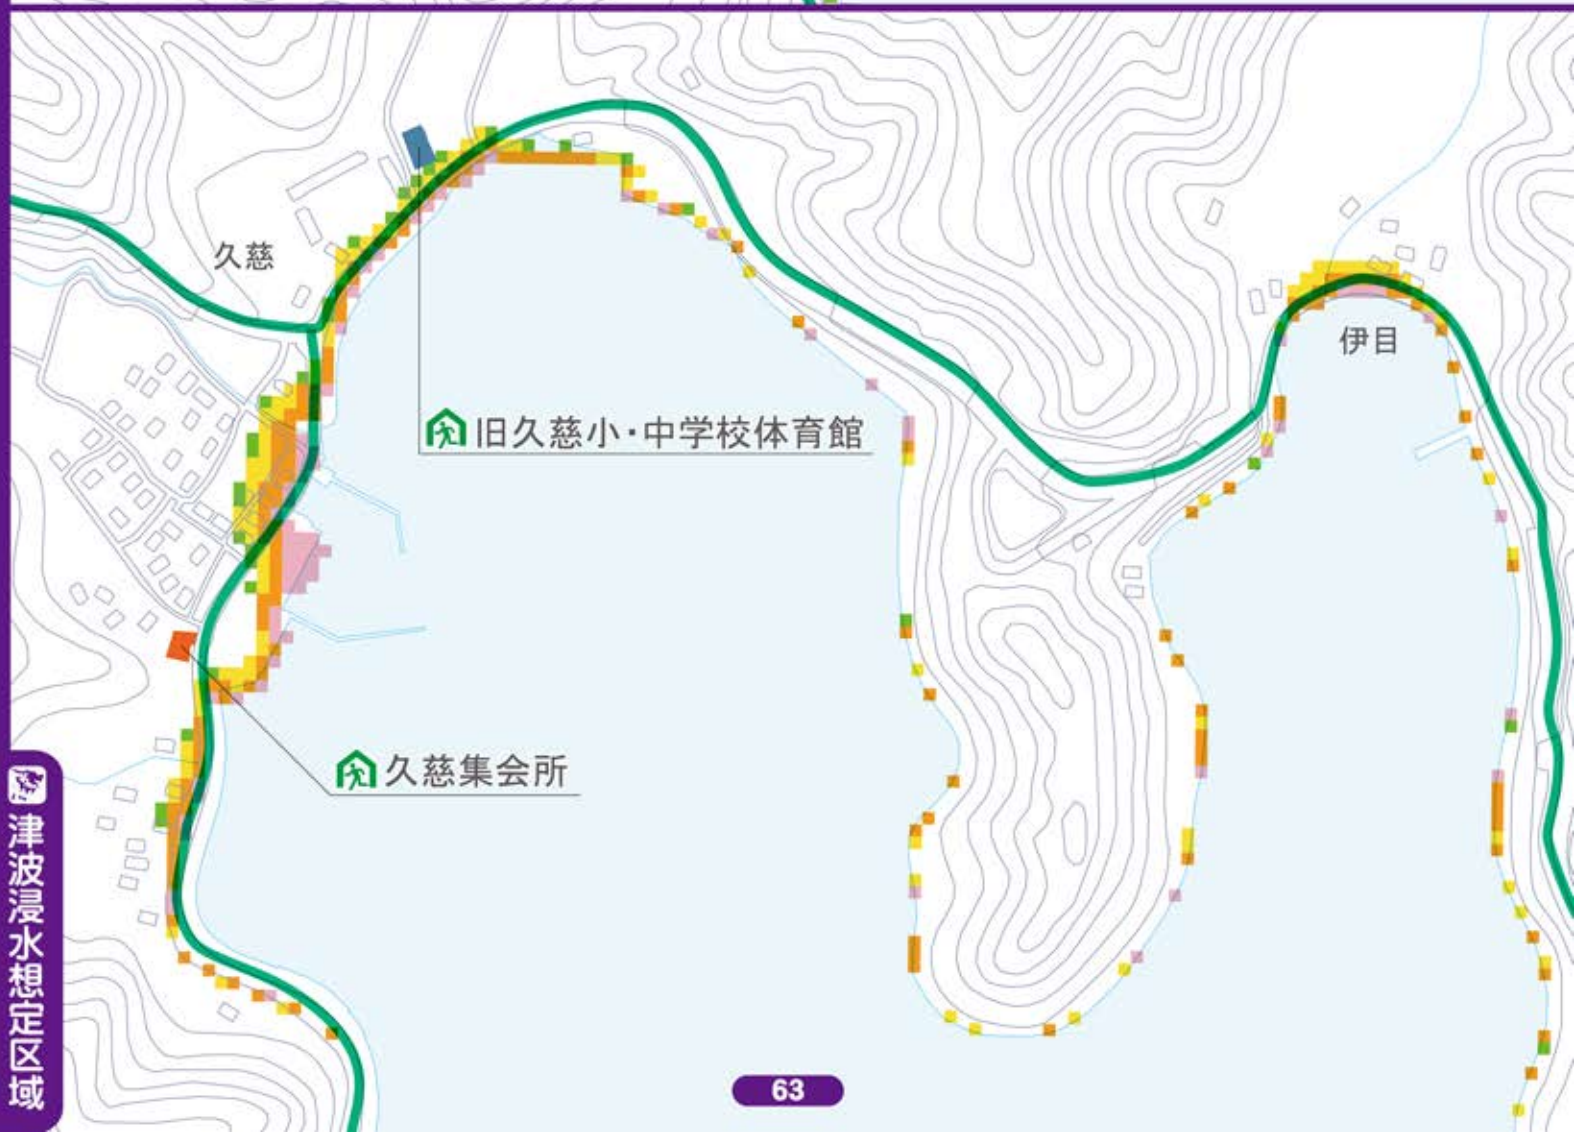 久慈
伊目
旧久慈小・中学校体育館
久慈集会所
津波浸水想定区域
63